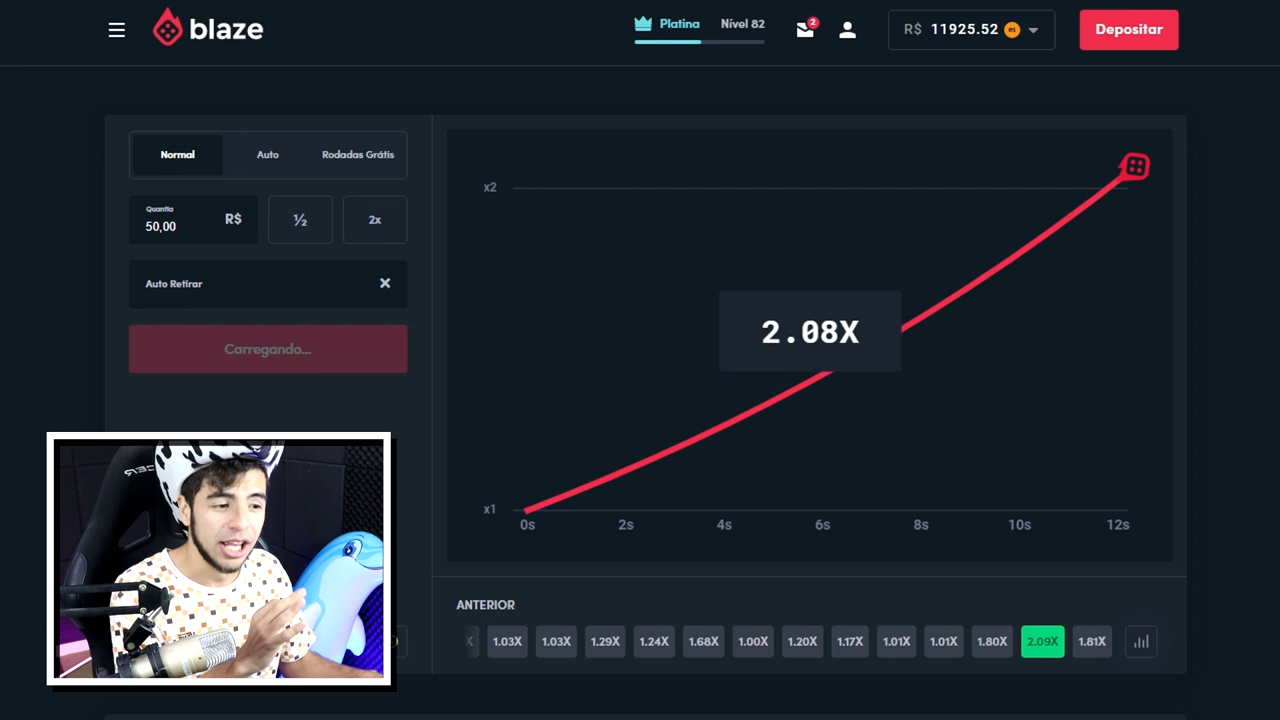 blaze
Platina
Nível 82
2
R$ 11925.52 R$
Depositar
Normal
Auto
Rodadas Grátis
Quantia
50,00
R$
½
2x
Auto Retirar
Carregando...
x2
2.08X
x1
0s
2s
4s
6s
8s
10s
12s
ANTERIOR
X
1.03X
1.03X
1.29X
1.24X
1.68X
1.00X
1.20X
1.17X
1.01X
1.01X
1.80X
2.09X
1.81X